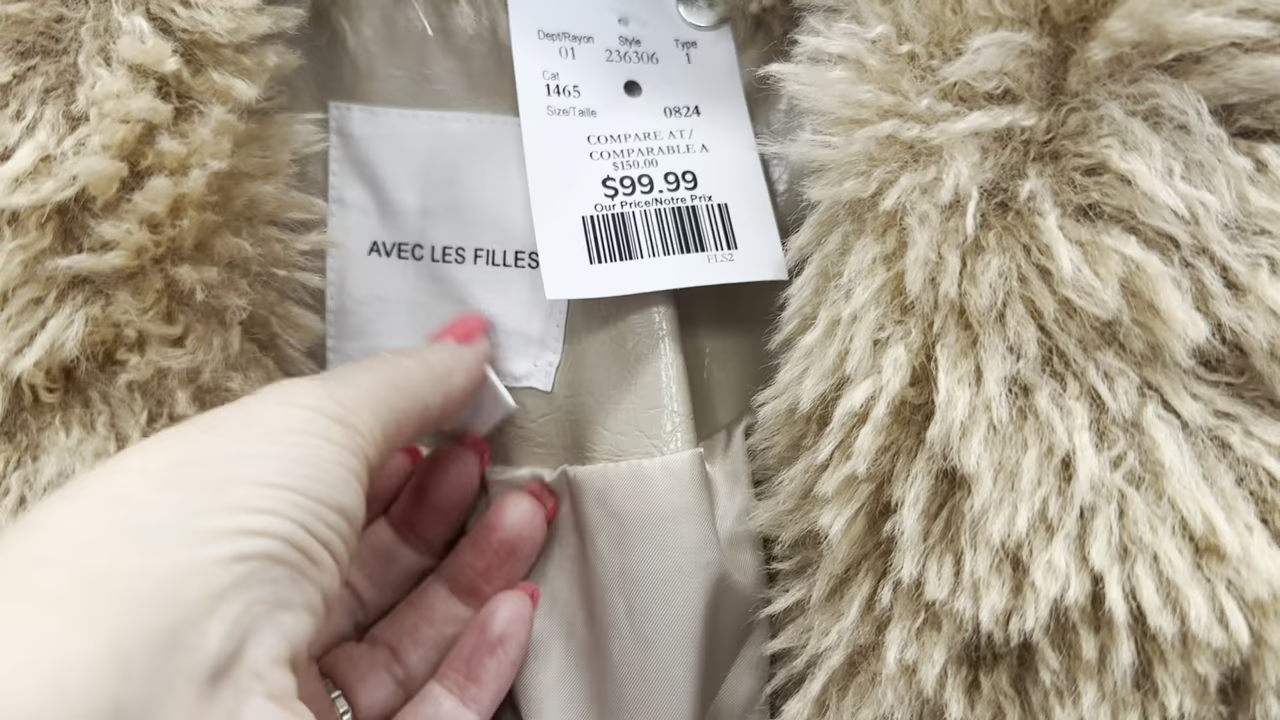 Dept/Rayon Style Type
01 236306 1
Cat
1465
Size/Taille 0824
COMPARE AT/
COMPARABLE A
$150.00
$99.99
Our Price/Notre Prix
FLS2
AVEC LES FILLES